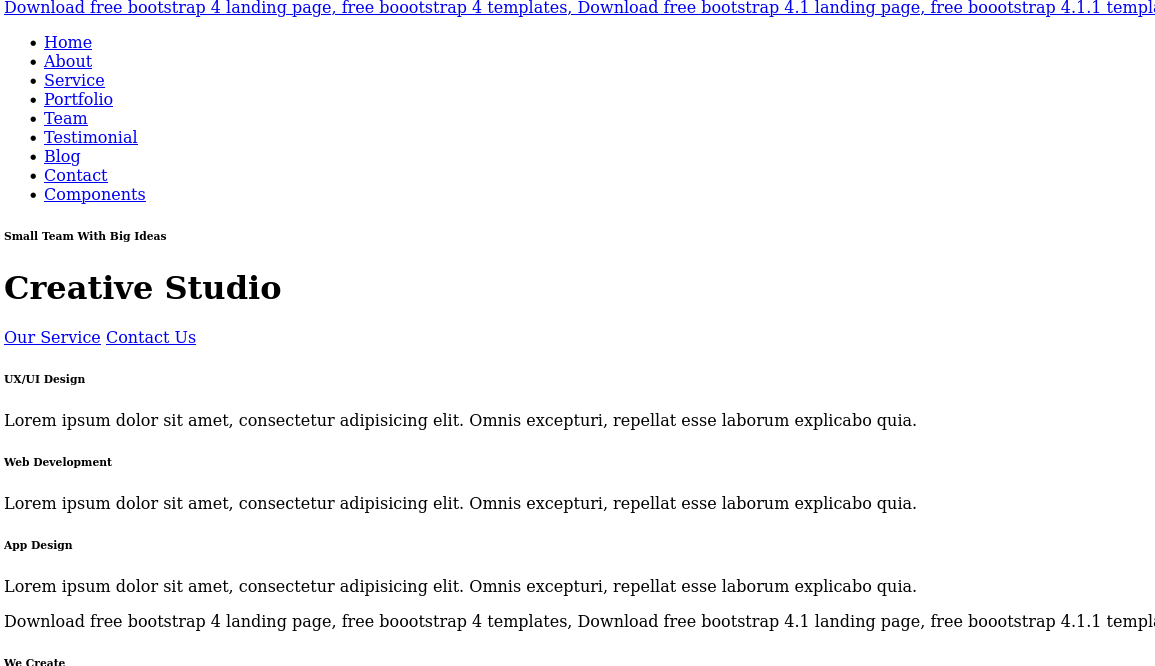 Download free bootstrap 4 landing page, free boootstrap 4 templates, Download free bootstrap 4.1 landing page, free boootstrap 4.1.1
Home
About
Service
Portfolio
Team
Testimonial
Blog
Contact
Components
Small Team With Big Ideas
Creative Studio
Our Service Contact Us
UX/UI Design
Lorem ipsum dolor sit amet, consectetur adipisicing elit. Omnis excepturi, repellat esse laborum explicabo quia.
Web Development
Lorem ipsum dolor sit amet, consectetur adipisicing elit. Omnis excepturi, repellat esse laborum explicabo quia.
App Design
Lorem ipsum dolor sit amet, consectetur adipisicing elit. Omnis excepturi, repellat esse laborum explicabo quia.
Download free bootstrap 4 landing page, free boootstrap 4 templates, Download free bootstrap 4.1 landing page, free boootstrap 4.1.1
We Create